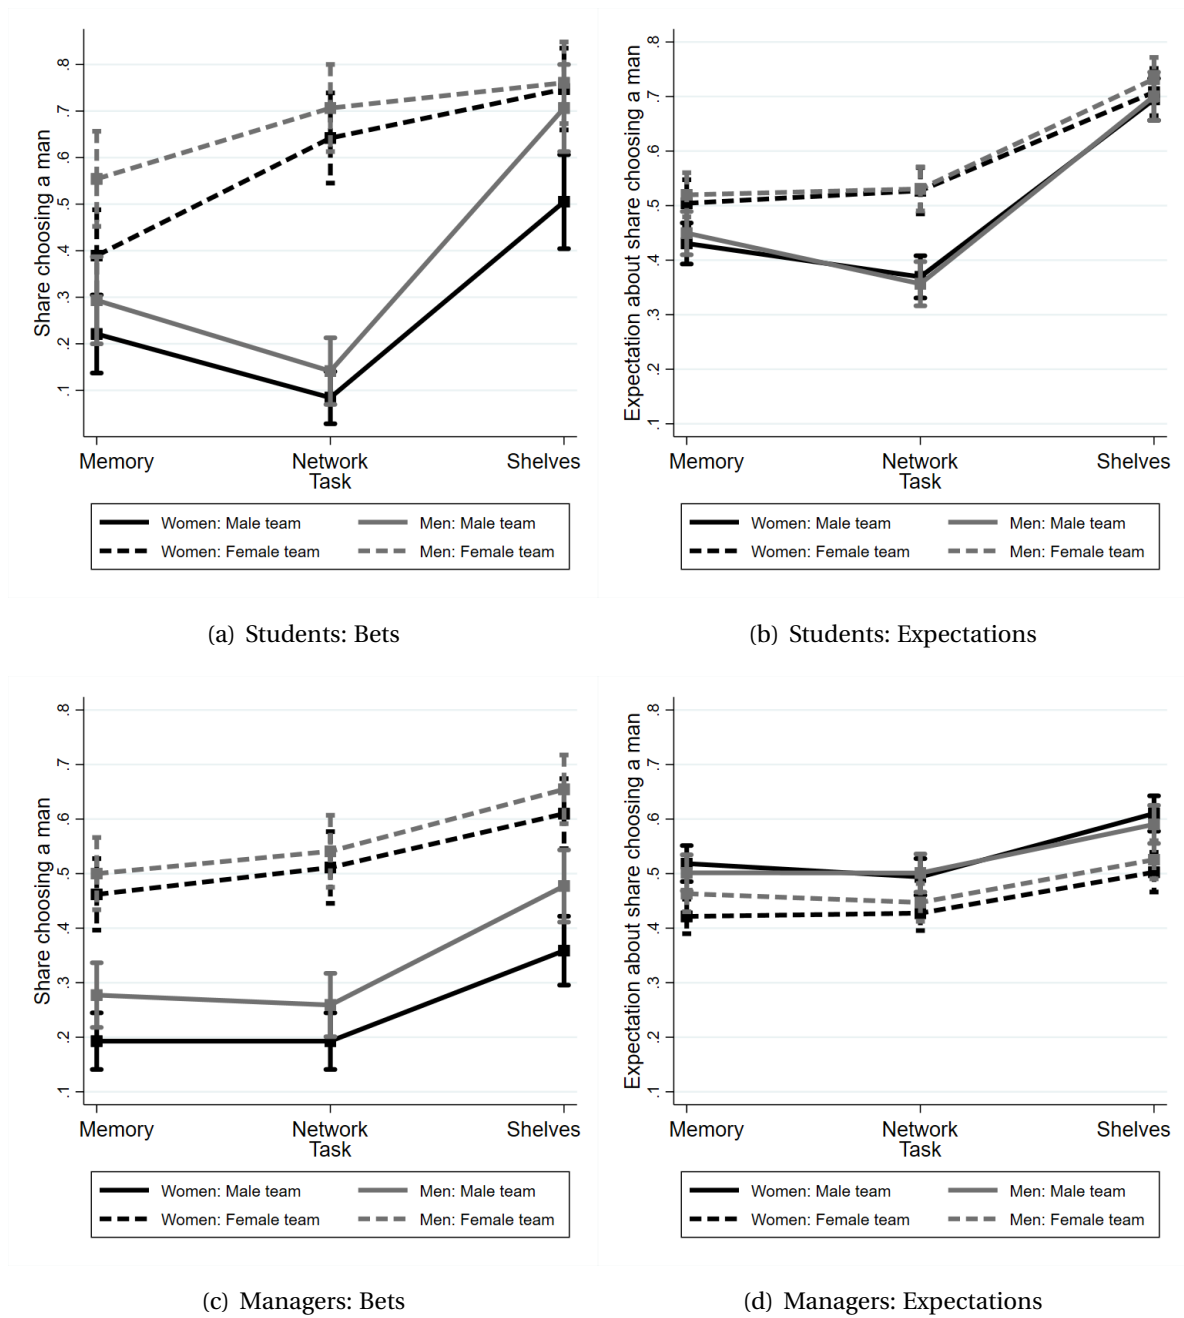 Share choosing a man
.8
.7
.6
.5
.4
.3
.2
.1
Memory Network Shelves
Task
Women: Male team Men: Male team
Women: Female team Men: Female team
(a) Students: Bets
Expectation about share choosing a man
.8
.7
.6
.5
.4
.3
.2
.1
Memory Network Shelves
Task
Women: Male team Men: Male team
Women: Female team Men: Female team
(b) Students: Expectations
Share choosing a man
.8
.7
.6
.5
.4
.3
.2
.1
Memory Network Shelves
Task
Women: Male team Men: Male team
Women: Female team Men: Female team
(c) Managers: Bets
Expectation about share choosing a man
.8
.7
.6
.5
.4
.3
.2
.1
Memory Network Shelves
Task
Women: Male team Men: Male team
Women: Female team Men: Female team
(d) Managers: Expectations